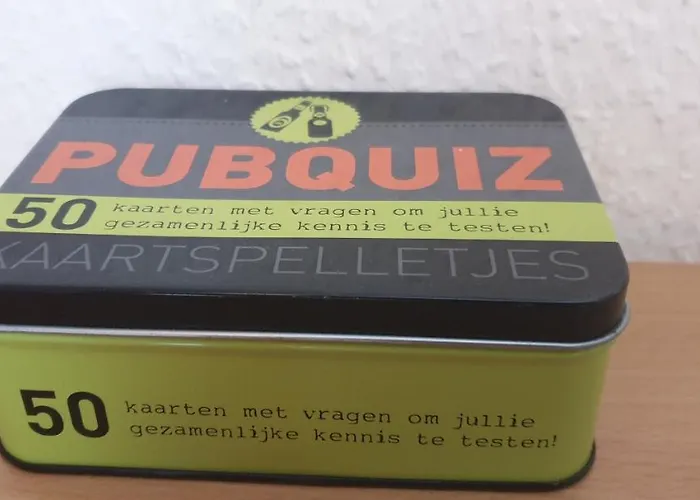 PUBQUIZ
50 kaarten met vragen om jullie
gezamenlijke kennis te testen!
KAARTSPELLETJES
50 kaarten met vragen om jullie
gezamenlijke kennis te testen!